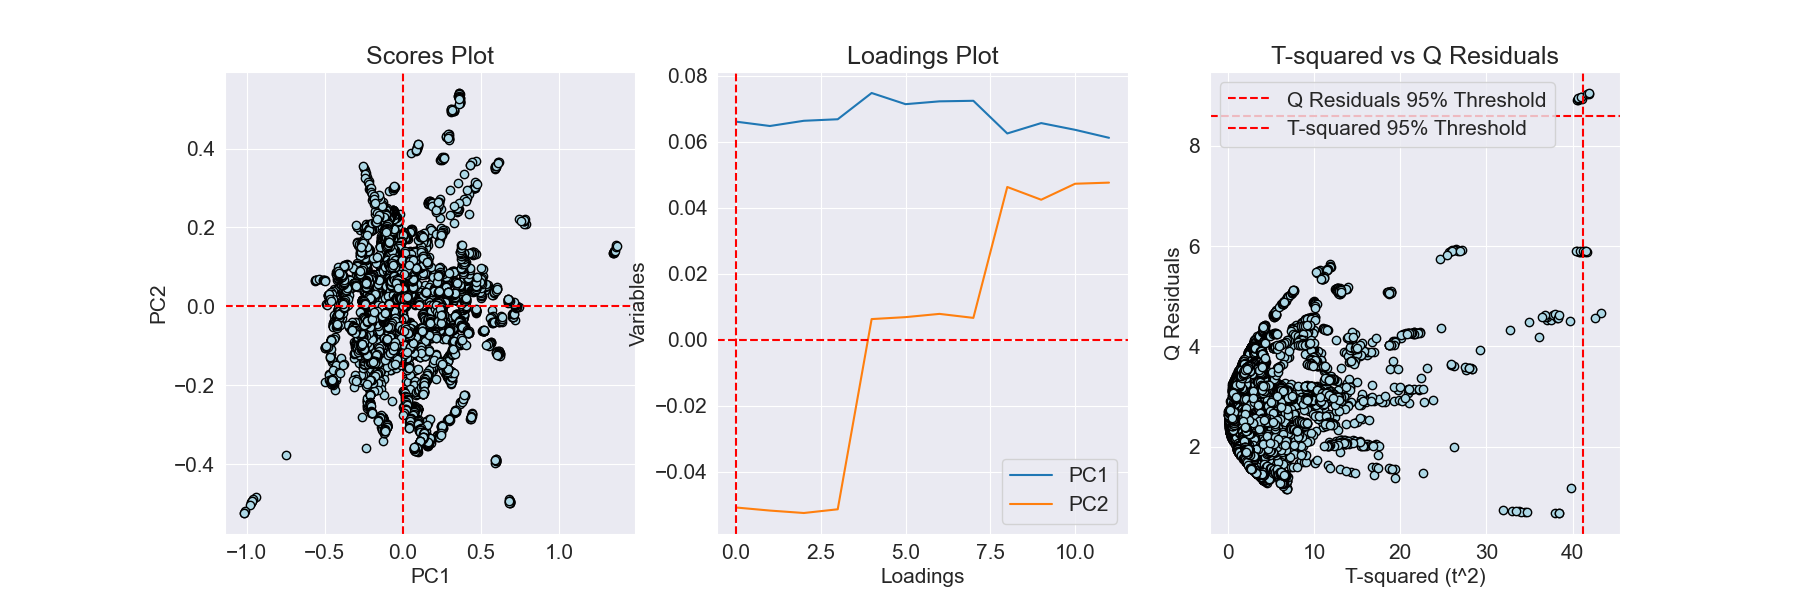 Scores Plot
0.4
0.2
0.0
−0.2
−0.4
PC2
−1.0 −0.5 0.0 0.5 1.0
PC1
Loadings Plot
0.08
0.06
0.04
0.02
0.00
−0.02
−0.04
Variables
PC1
PC2
0.0 2.5 5.0 7.5 10.0
Loadings
T-squared vs Q Residuals
Q Residuals 95% Threshold
T-squared 95% Threshold
8
6
4
2
Q Residuals
0 10 20 30 40
T-squared (t^2)